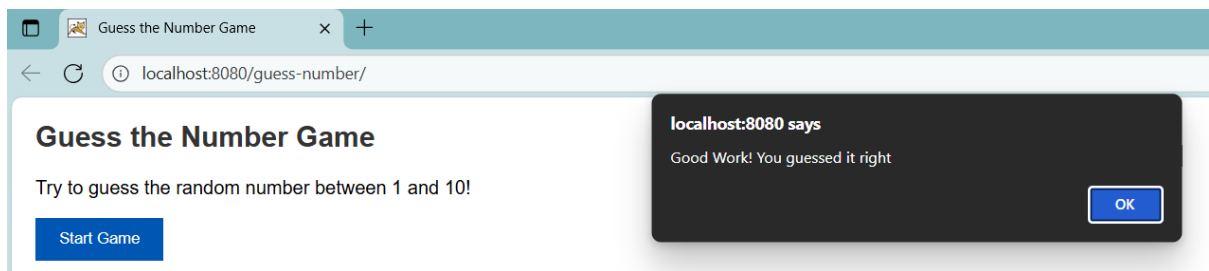 Guess the Number Game
localhost:8080/guess-number/
Guess the Number Game
Try to guess the random number between 1 and 10!
Start Game
localhost:8080 says
Good Work! You guessed it right
OK